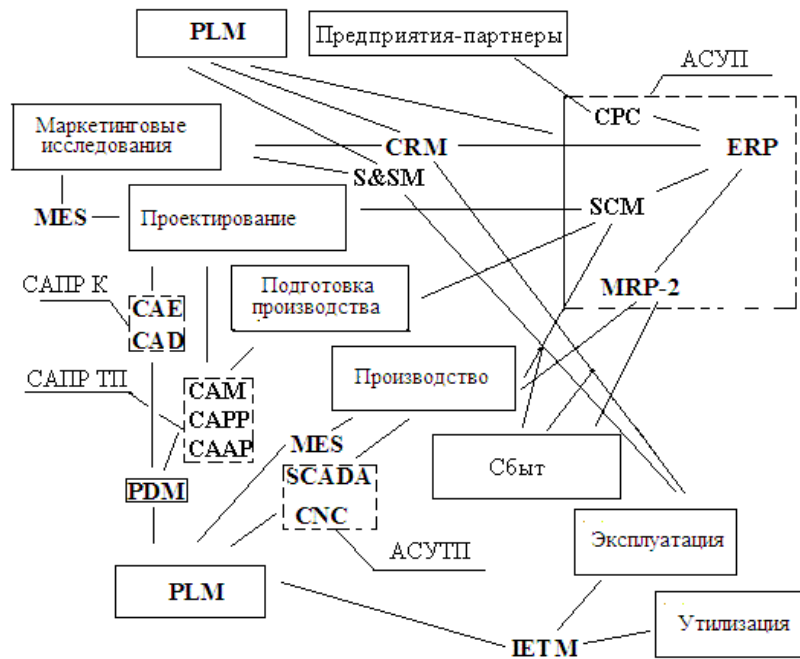 PLM
Предприятия-партнеры
АСУП
CPC
Маркетинговые
исследования
CRM
ERP
S&SM
MES
Проектирование
SCM
САПР К
CAE
CAD
Подготовка
производства
MRP-2
САПР ТП
CAM
CAPP
CAAP
Производство
MES
SCADA
CNC
Сбыт
PDM
АСУТП
Эксплуатация
PLM
IETM
Утилизация